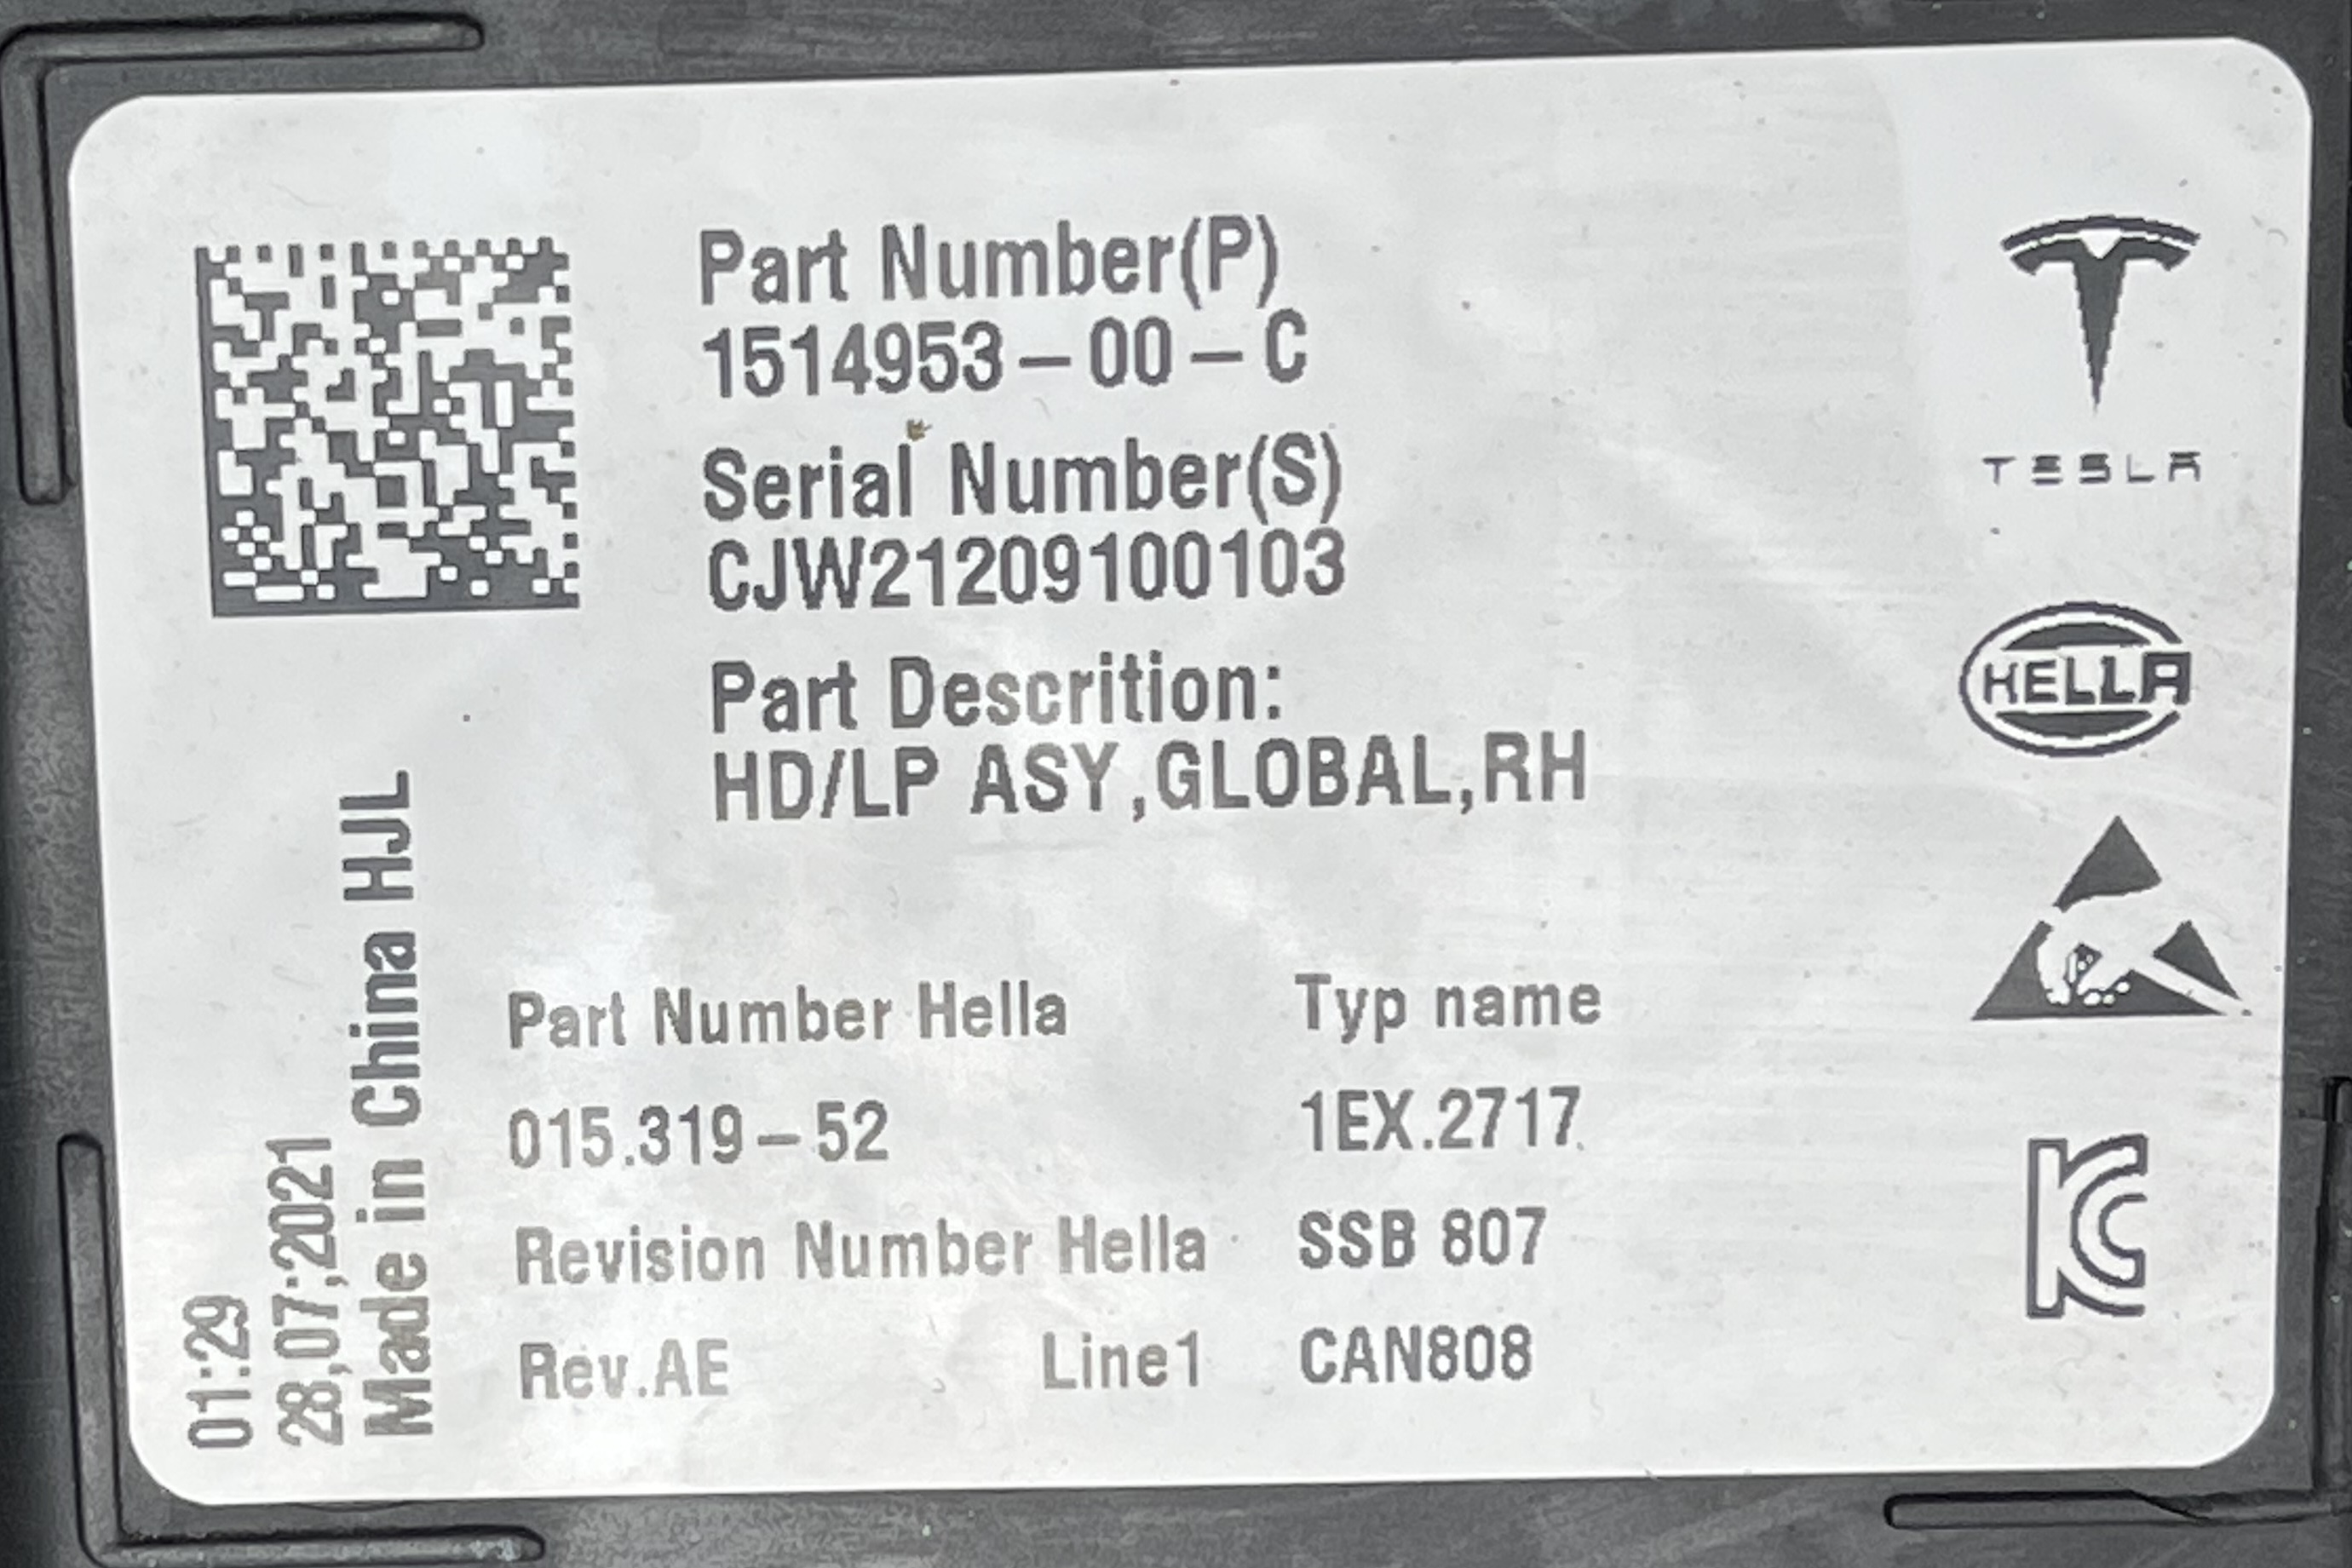 Part Number(P)
1514953-00-C
Serial Number(S)
CJW21209100103
Part Descrition:
HD/LP ASY,GLOBAL,RH
TESLA
HELLA
Part Number Hella
015.319-52
Revision Number Hella
Rev.AE Line1
Typ name
1EX.2717
SSB 807
CAN808
KC
01:29
28,07;2021
Made in China HJL